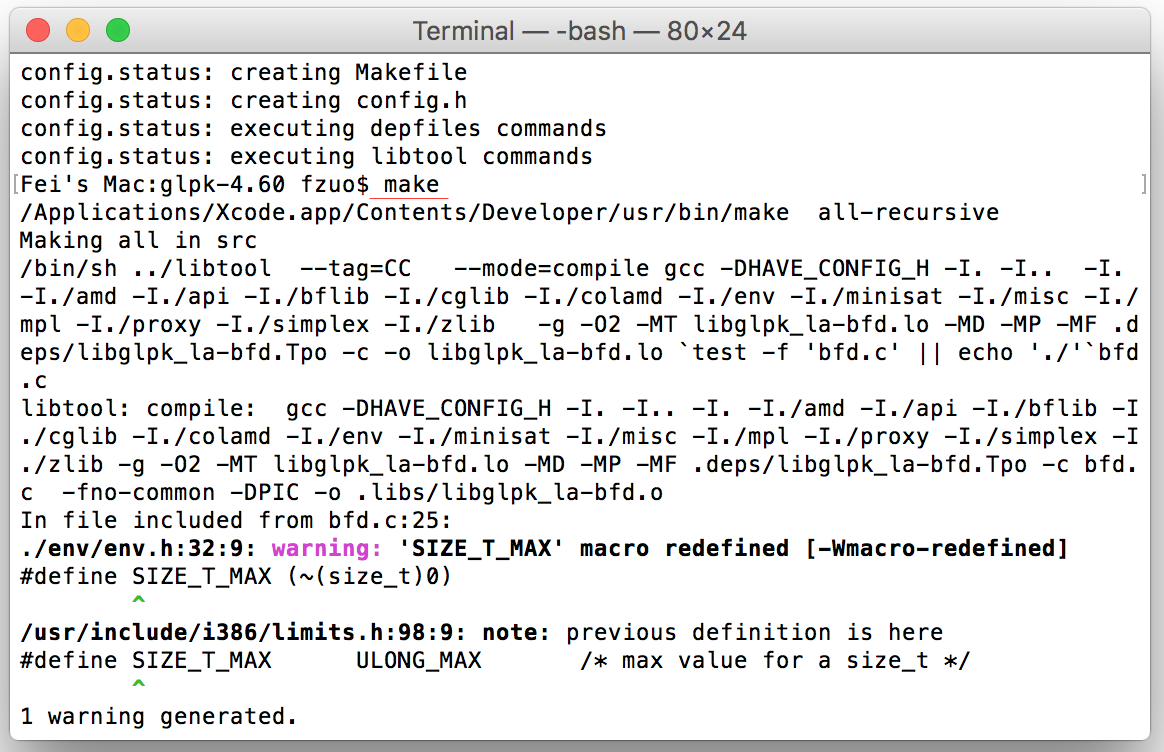 Terminal — -bash — 80×24
config.status: creating Makefile
config.status: creating config.h
config.status: executing depfiles commands
config.status: executing libtool commands
[Fei's Mac:glpk-4.60 fzuo$ make ]
/Applications/Xcode.app/Contents/Developer/usr/bin/make  all-recursive
Making all in src
/bin/sh ../libtool  --tag=CC   --mode=compile gcc -DHAVE_CONFIG_H -I. -I..  -I.
-I./amd -I./api -I./bflib -I./cglib -I./colamd -I./env -I./minisat -I./misc -I./
mpl -I./proxy -I./simplex -I./zlib   -g -O2 -MT libglpk_la-bfd.lo -MD -MP -MF .d
eps/libglpk_la-bfd.Tpo -c -o libglpk_la-bfd.lo `test -f 'bfd.c' || echo './'`bfd
.c
libtool: compile:  gcc -DHAVE_CONFIG_H -I. -I.. -I. -I./amd -I./api -I./bflib -I
./cglib -I./colamd -I./env -I./minisat -I./misc -I./mpl -I./proxy -I./simplex -I
./zlib -g -O2 -MT libglpk_la-bfd.lo -MD -MP -MF .deps/libglpk_la-bfd.Tpo -c bfd.
c  -fno-common -DPIC -o .libs/libglpk_la-bfd.o
In file included from bfd.c:25:
./env/env.h:32:9: warning: 'SIZE_T_MAX' macro redefined [-Wmacro-redefined]
#define SIZE_T_MAX (~(size_t)0)
        ^
/usr/include/i386/limits.h:98:9: note: previous definition is here
#define SIZE_T_MAX      ULONG_MAX       /* max value for a size_t */
        ^
1 warning generated.